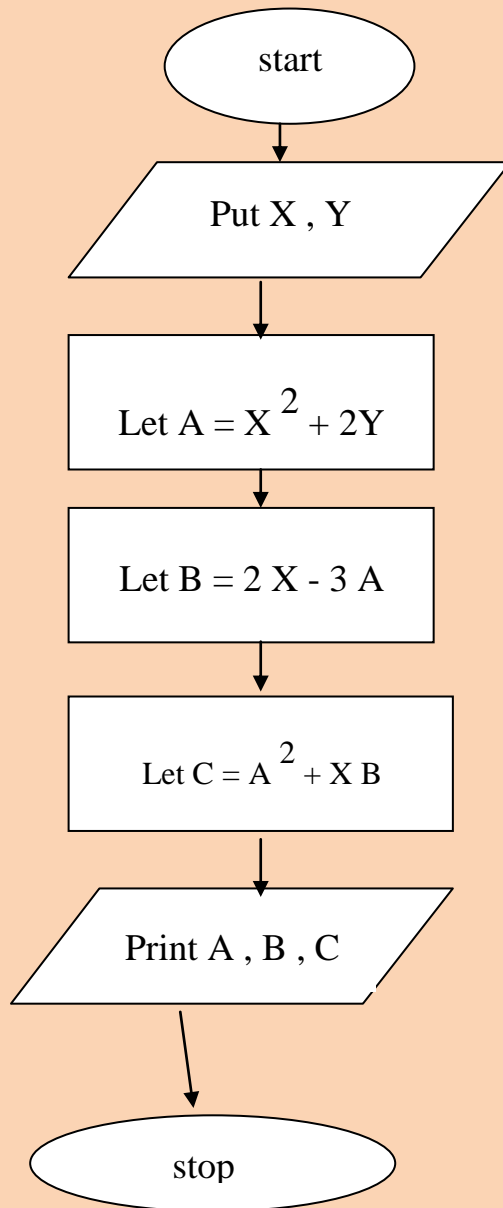 start
Put X , Y
Let A = X ² + 2Y
Let B = 2 X - 3 A
Let C = A ² + X B
Print A , B , C
stop